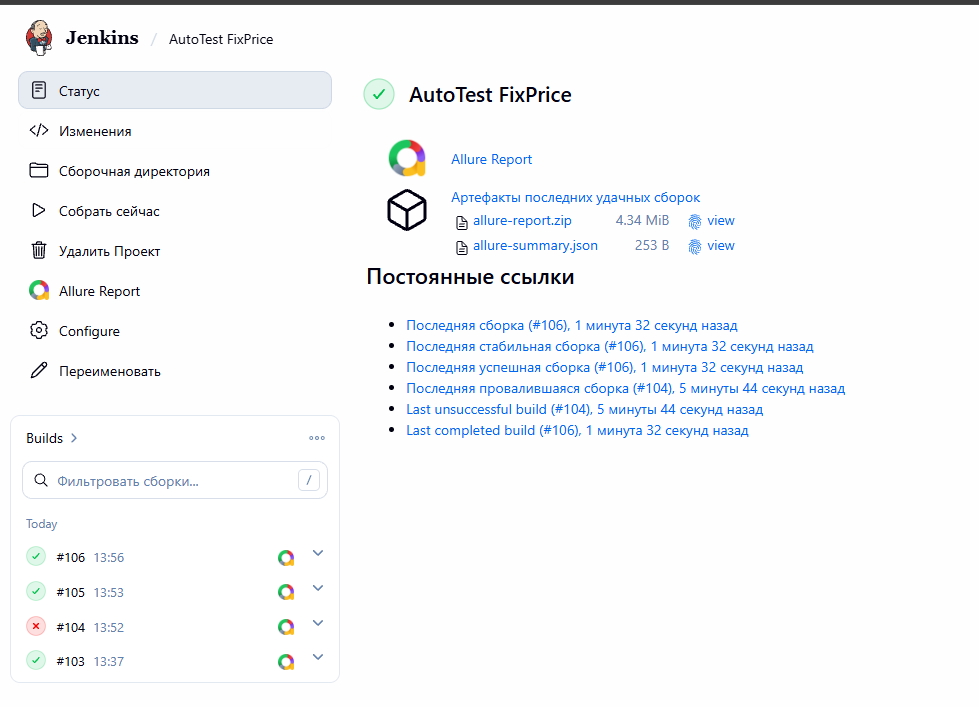 Jenkins / AutoTest FixPrice
Статус
Изменения
Сборочная директория
Собрать сейчас
Удалить Проект
Allure Report
Configure
Переименовать
Builds
Фильтровать сборки... /
Today
#106 13:56
#105 13:53
#104 13:52
#103 13:37
AutoTest FixPrice
Allure Report
Артефакты последних удачных сборок
allure-report.zip 4.34 MiB view
allure-summary.json 253 B view
Постоянные ссылки
Последняя сборка (#106), 1 минута 32 секунд назад
Последняя стабильная сборка (#106), 1 минута 32 секунд назад
Последняя успешная сборка (#106), 1 минута 32 секунд назад
Последняя провалившаяся сборка (#104), 5 минуты 44 секунд назад
Last unsuccessful build (#104), 5 минуты 44 секунд назад
Last completed build (#106), 1 минута 32 секунд назад